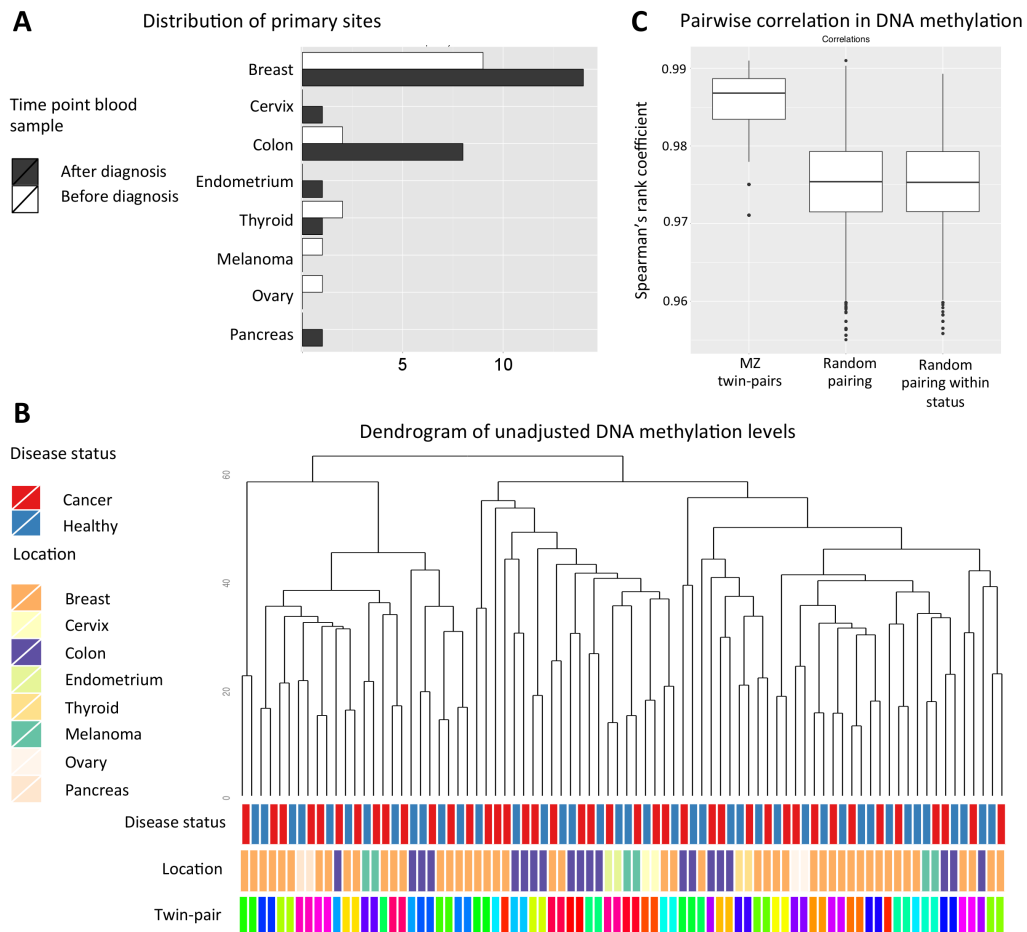 A
Distribution of primary sites
Time point blood
sample
After diagnosis
Before diagnosis
Breast
Cervix
Colon
Endometrium
Thyroid
Melanoma
Ovary
Pancreas
5
10
C
Pairwise correlation in DNA methylation
Correlations
Spearman's rank coefficient
0.99
0.98
0.97
0.96
MZ
twin-pairs
Random
pairing
Random
pairing within
status
B
Dendrogram of unadjusted DNA methylation levels
Disease status
Cancer
Healthy
Location
Breast
Cervix
Colon
Endometrium
Thyroid
Melanoma
Ovary
Pancreas
60
40
20
0
Disease status
Location
Twin-pair